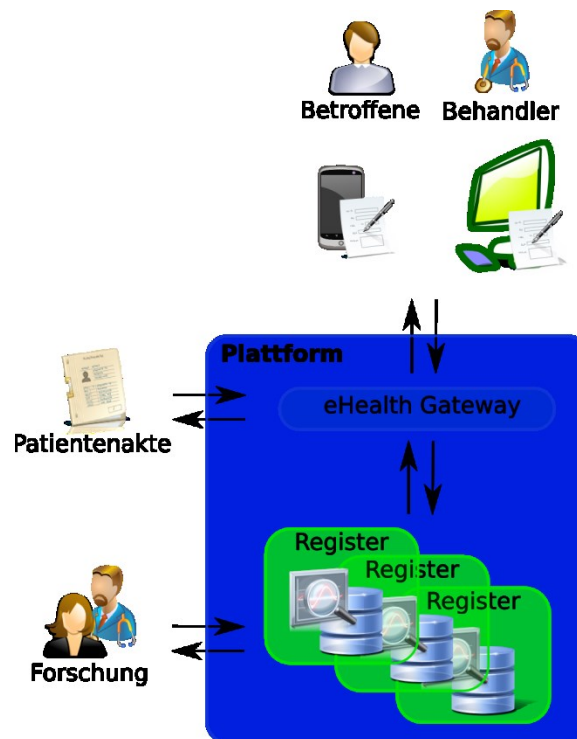 Betroffene
Behandler
Plattform
eHealth Gateway
Patientenakte
Register
Register
Register
Forschung